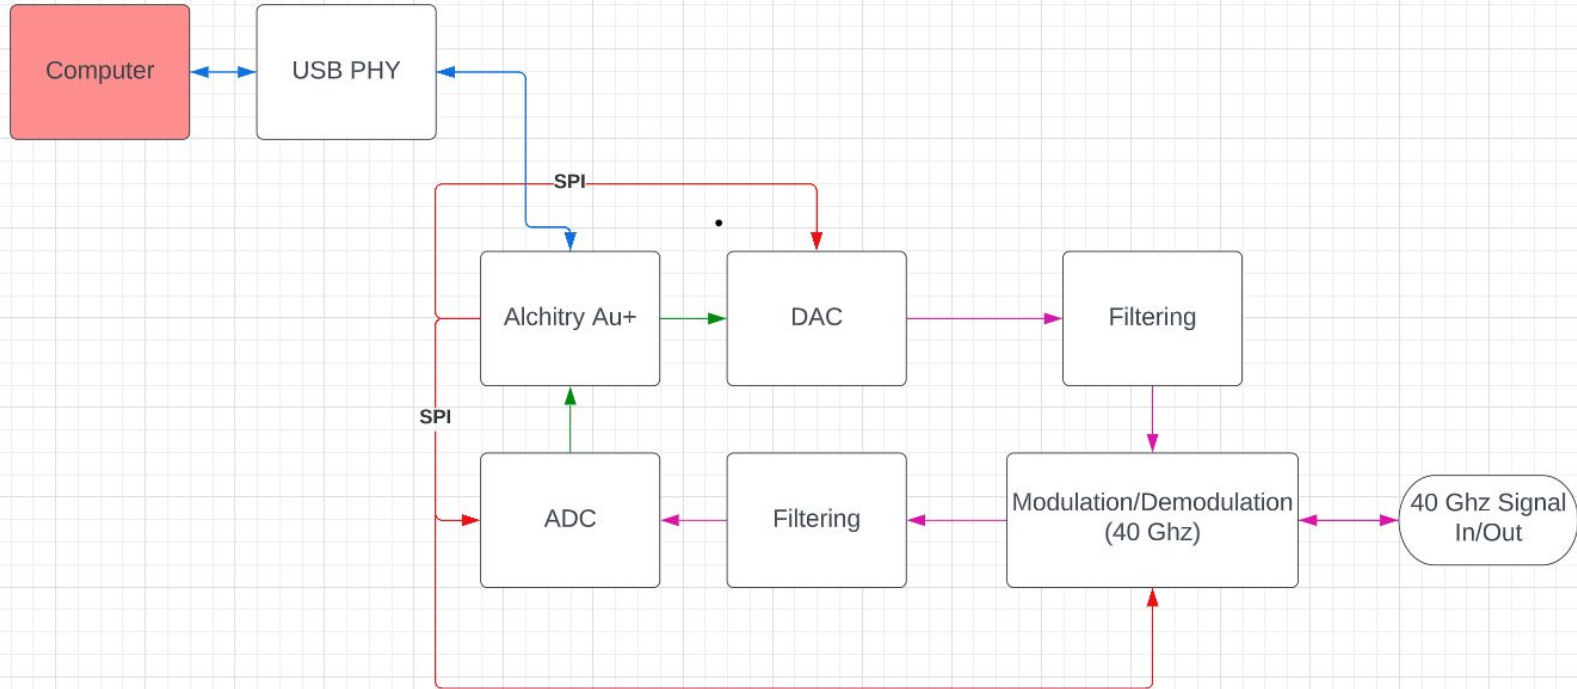 Computer
USB PHY
SPI
Alchitry Au+
DAC
Filtering
SPI
ADC
Filtering
Modulation/Demodulation
(40 Ghz)
40 Ghz Signal
In/Out